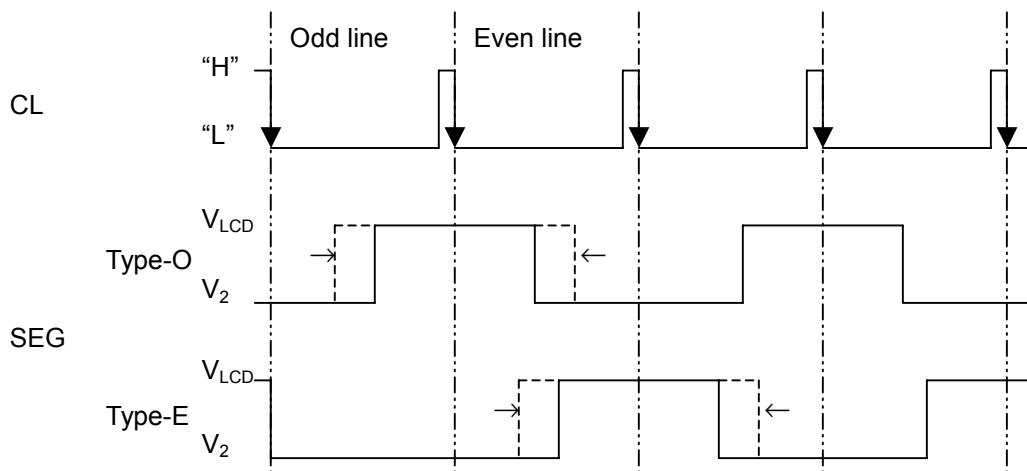 Odd line Even line
“H”
CL
“L”
VLCD
Type-O
V2
SEG
VLCD
Type-E
V2